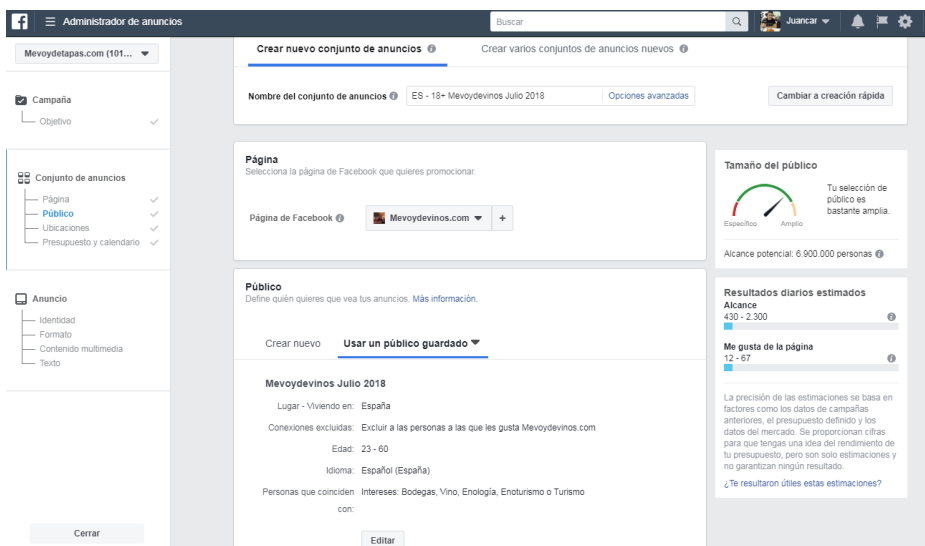 Administrador de anuncios
Buscar
Juancar
Mevoydetapas.com (101...
Campaña
Objetivo
Conjunto de anuncios
Página
Público
Ubicaciones
Presupuesto y calendario
Anuncio
Identidad
Formato
Contenido multimedia
Texto
Cerrar
Crear nuevo conjunto de anuncios
Crear varios conjuntos de anuncios nuevos
Nombre del conjunto de anuncios
ES - 18+ Mevoydevinos Julio 2018
Opciones avanzadas
Cambiar a creación rápida
Página
Selecciona la página de Facebook que quieres promocionar.
Página de Facebook
Mevoydevinos.com
+
Público
Define quién quieres que vea tus anuncios. Más información.
Crear nuevo
Usar un público guardado
Mevoydevinos Julio 2018
Lugar - Viviendo en: España
Conexiones excluidas: Excluir a las personas a las que les gusta Mevoydevinos.com
Edad: 23 - 60
Idioma: Español (España)
Personas que coinciden con: Intereses: Bodegas, Vino, Enología, Enoturismo o Turismo
Editar
Tamaño del público
Específico
Amplio
Tu selección de
público es
bastante amplia.
Alcance potencial: 6.900.000 personas
Resultados diarios estimados
Alcance
430 - 2.300
Me gusta de la página
12 - 67
La precisión de las estimaciones se basa en
factores como los datos de campañas
anteriores, el presupuesto definido y los
datos del mercado. Se proporcionan cifras
para que tengas una idea del rendimiento de
tu presupuesto, pero son solo estimaciones y
no garantizan ningún resultado.
¿Te resultaron útiles estas estimaciones?